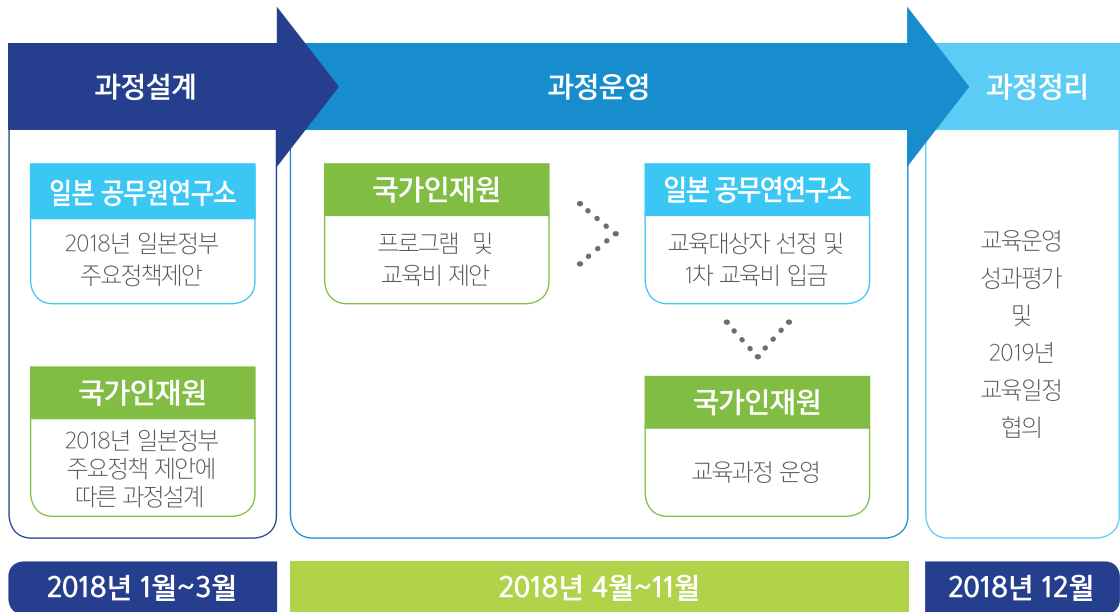 과정설계
과정운영
과정정리
일본 공무원연구소
2018년 일본정부
주요정책제안
국가인재원
2018년 일본정부
주요정책 제안에
따른 과정설계
국가인재원
프로그램 및
교육비 제안
일본 공무연연구소
교육대상자 선정 및
1차 교육비 입금
국가인재원
교육과정 운영
교육운영
성과평가
및
2019년
교육일정
협의
2018년 1월~3월
2018년 4월~11월
2018년 12월